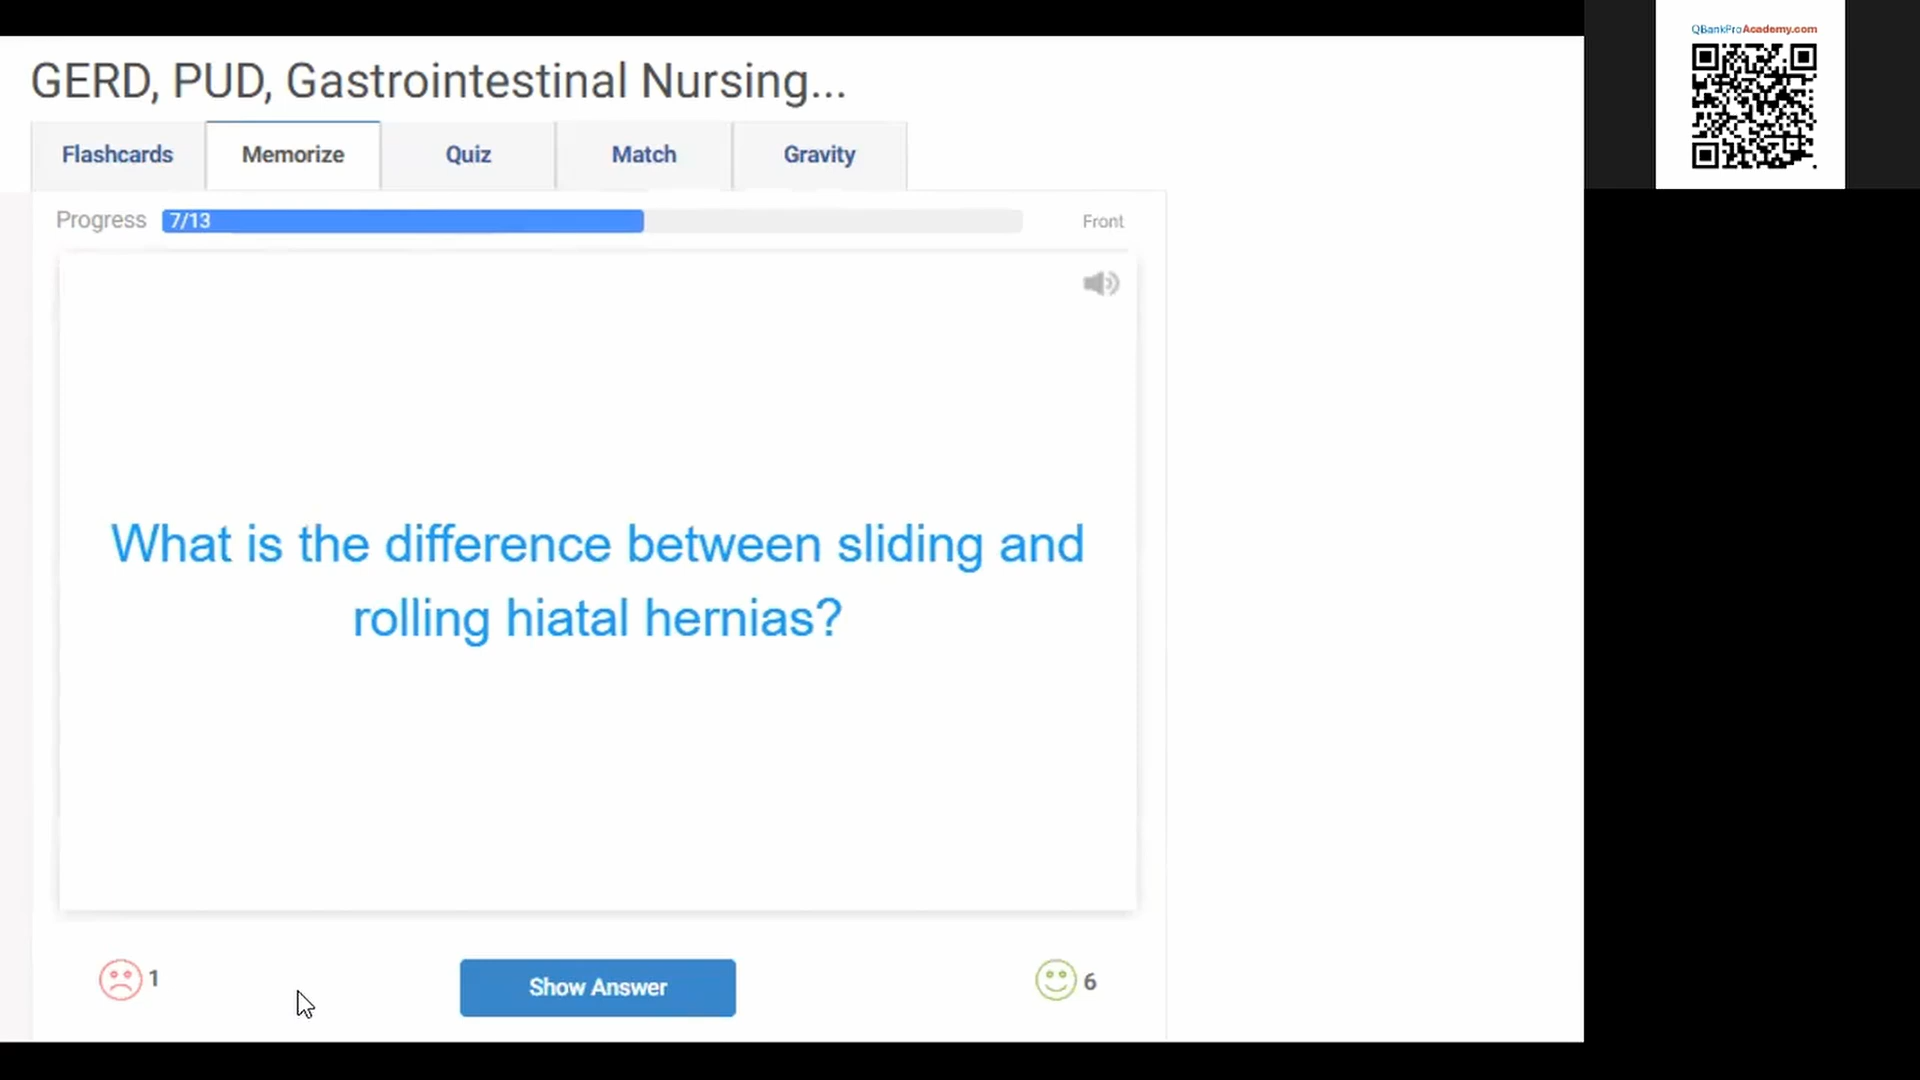 QBankProAcademy.com
GERD, PUD, Gastrointestinal Nursing...
Flashcards
Memorize
Quiz
Match
Gravity
Progress
7/13
Front
What is the difference between sliding and
rolling hiatal hernias?
1
Show Answer
6